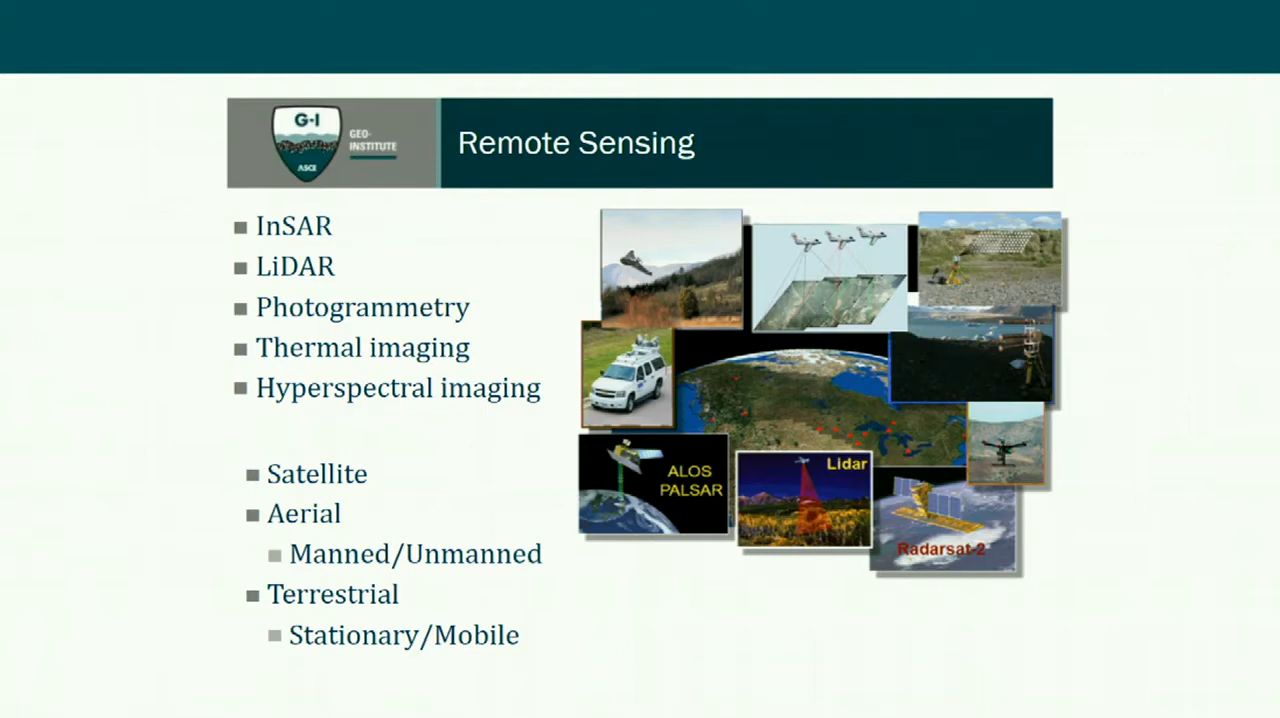 G-I
GEO-
INSTITUTE
ASCE
Remote Sensing
InSAR
LiDAR
Photogrammetry
Thermal imaging
Hyperspectral imaging
Satellite
Aerial
Manned/Unmanned
Terrestrial
Stationary/Mobile
ALOS
PALSAR
Lidar
Radarsat-2